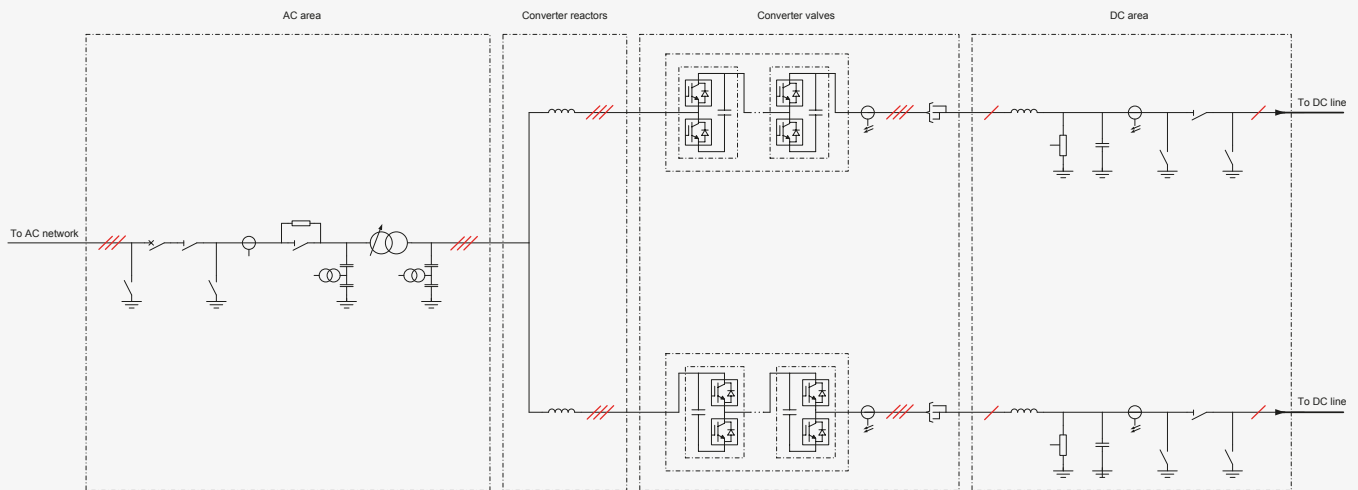 AC area
Converter reactors
Converter valves
DC area
To DC line
To AC network
To DC line